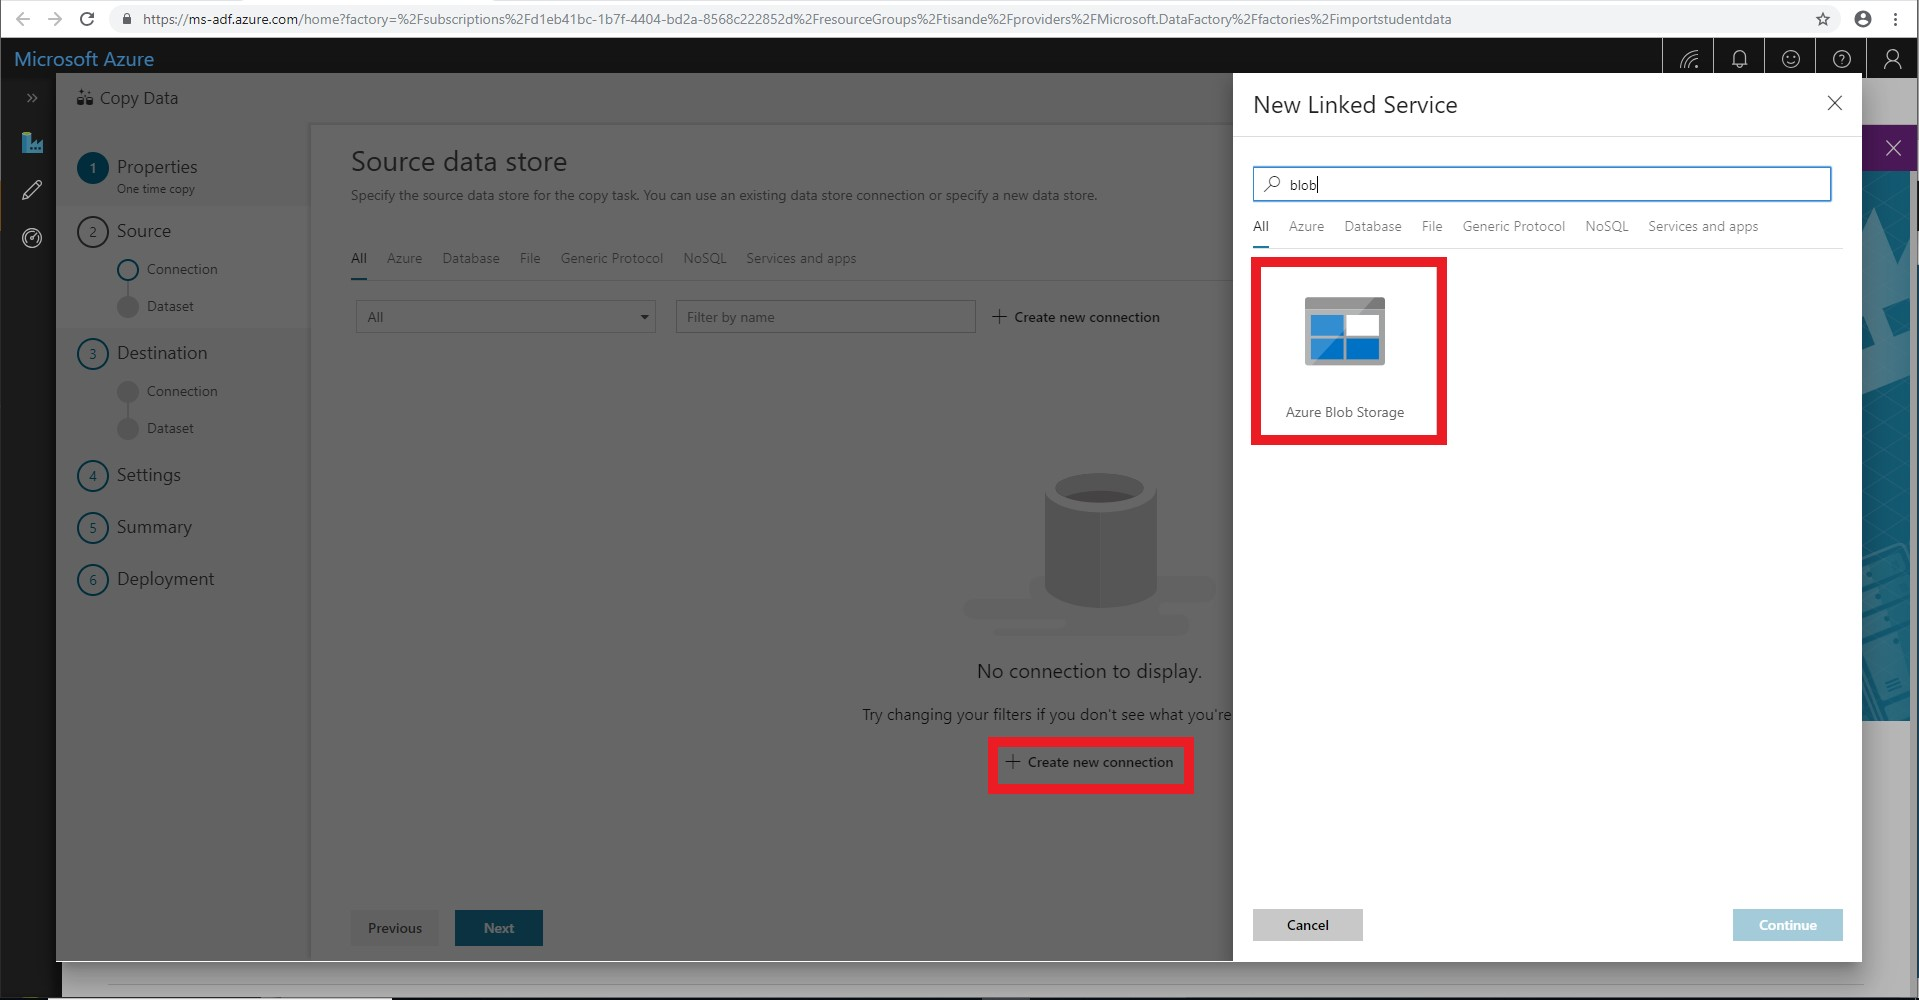 https://ms-adf.azure.com/home?factory=%2Fsubscriptions%2Fd1eb41bc-1b7f-4404-bd2a-8568c222852d%2FresourceGroups%2Ftisande%2Fproviders%2FMicrosoft.DataFactory%2Ffactories%2Fimportstudentdata
Microsoft Azure
Copy Data
1 Properties
One time copy
2 Source
Connection
Dataset
3 Destination
Connection
Dataset
4 Settings
5 Summary
6 Deployment
Source data store
Specify the source data store for the copy task. You can use an existing data store connection or specify a new data store.
All Azure Database File Generic Protocol NoSQL Services and apps
All Filter by name Create new connection
No connection to display.
Try changing your filters if you don't see what you're
Create new connection
Previous Next
New Linked Service
blob
All Azure Database File Generic Protocol NoSQL Services and apps
Azure Blob Storage
Cancel Continue